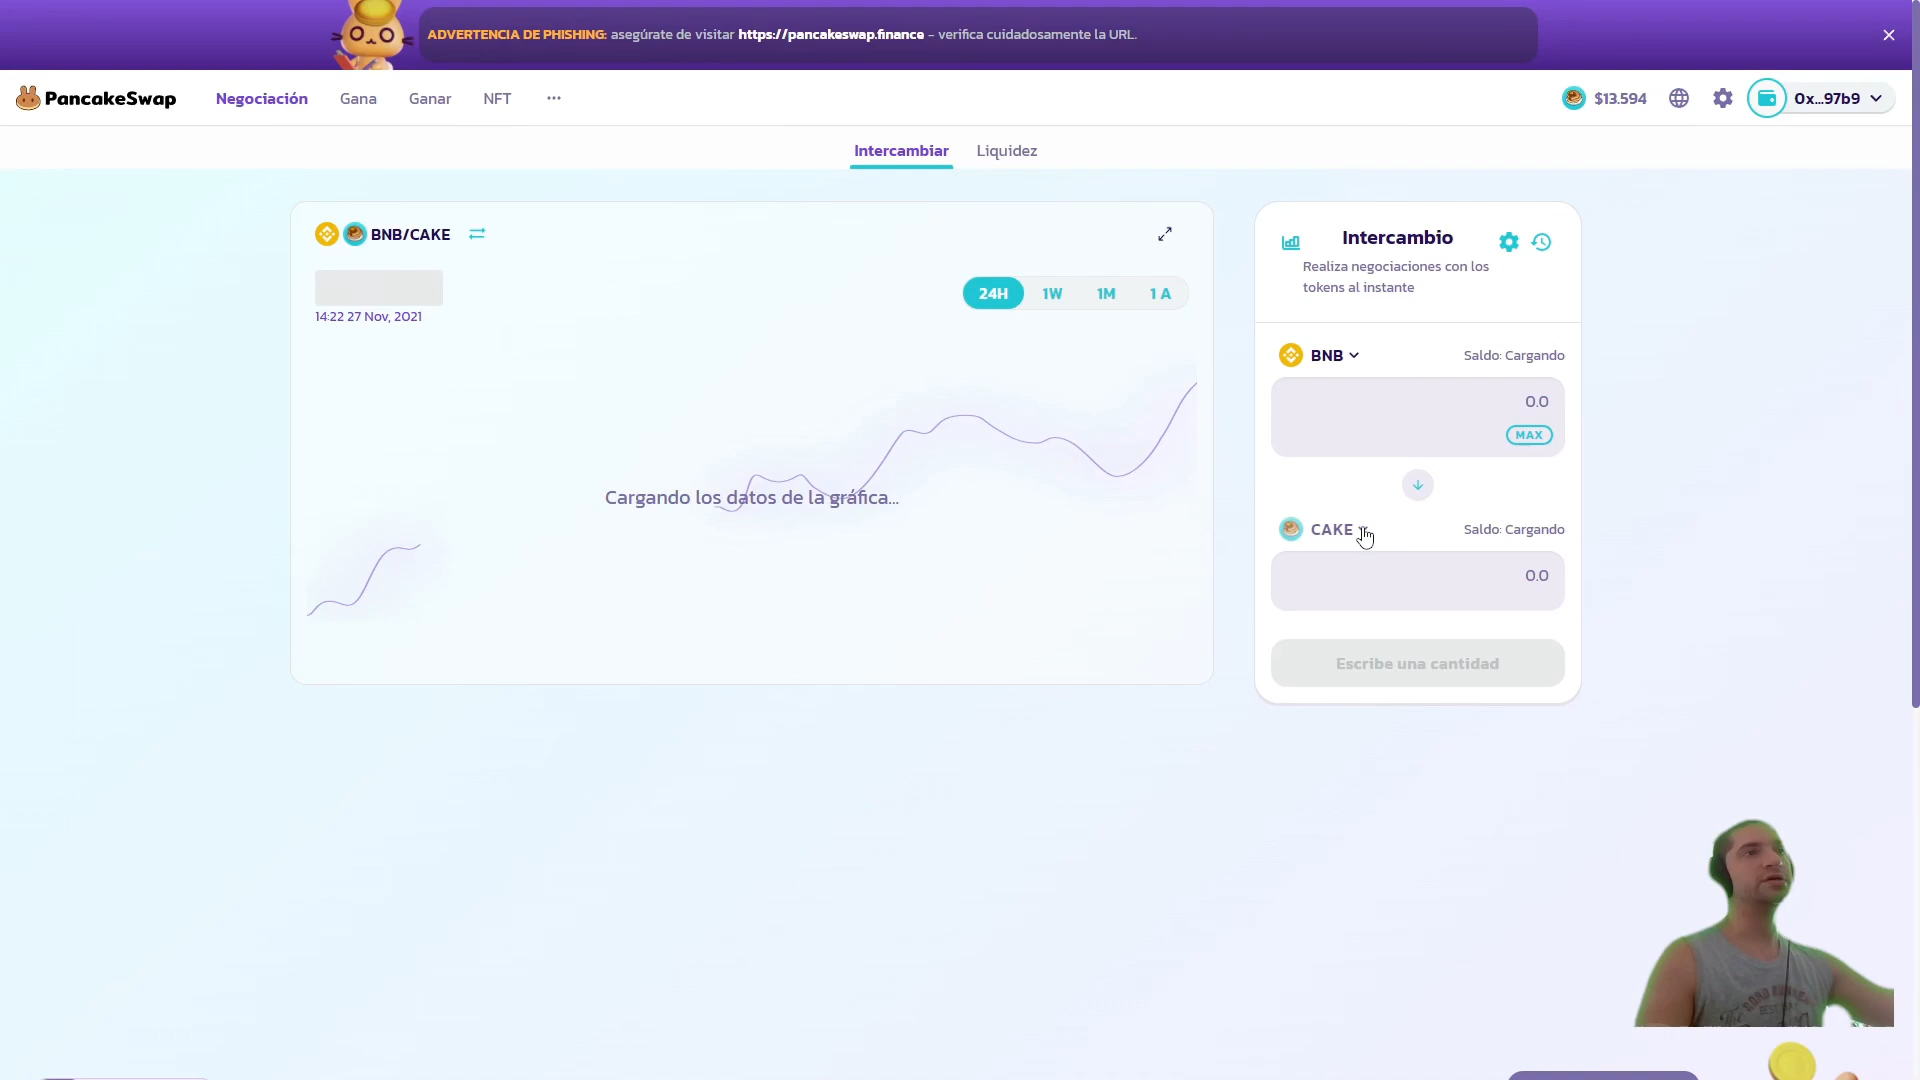 ADVERTENCIA DE PHISHING: asegúrate de visitar https://pancakeswap.finance - verifica cuidadosamente la URL.
PancakeSwap Negociación Gana Ganar NFT ... $13.594 0x...97b9
Intercambiar Liquidez
BNB/CAKE
14:22 27 Nov, 2021
24H 1W 1M 1 A
Cargando los datos de la gráfica...
Intercambio
Realiza negociaciones con los
tokens al instante
BNB Saldo: Cargando
0.0
MAX
CAKE Saldo: Cargando
0.0
Escribe una cantidad